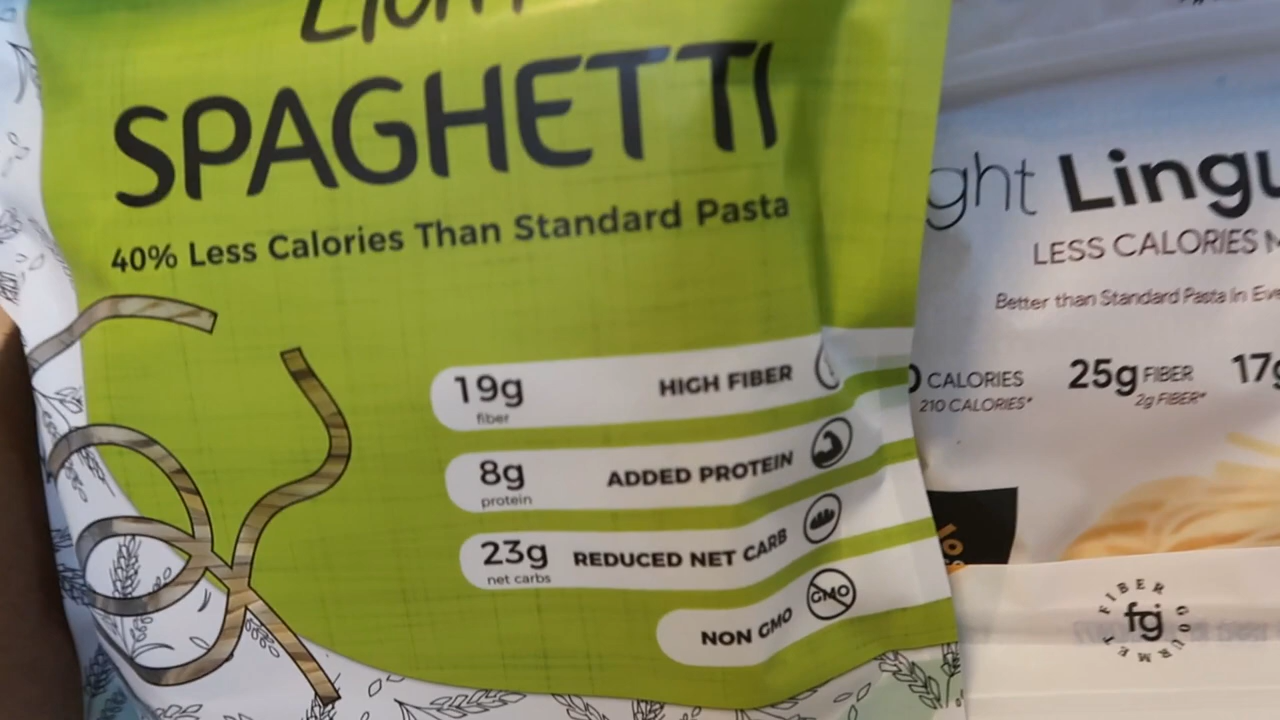 SPAGHETTI
40% Less Calories Than Standard Pasta
19g
fiber
HIGH FIBER
8g
protein
ADDED PROTEIN
23g
net carbs
REDUCED NET CARB
NON GMO
GMO
ght Lingu
LESS CALORIES
Better than Standard Pasta In
CALORIES
210 CALORIES*
25g FIBER
2g FIBER*
17g
FIBER GOURMET
fg